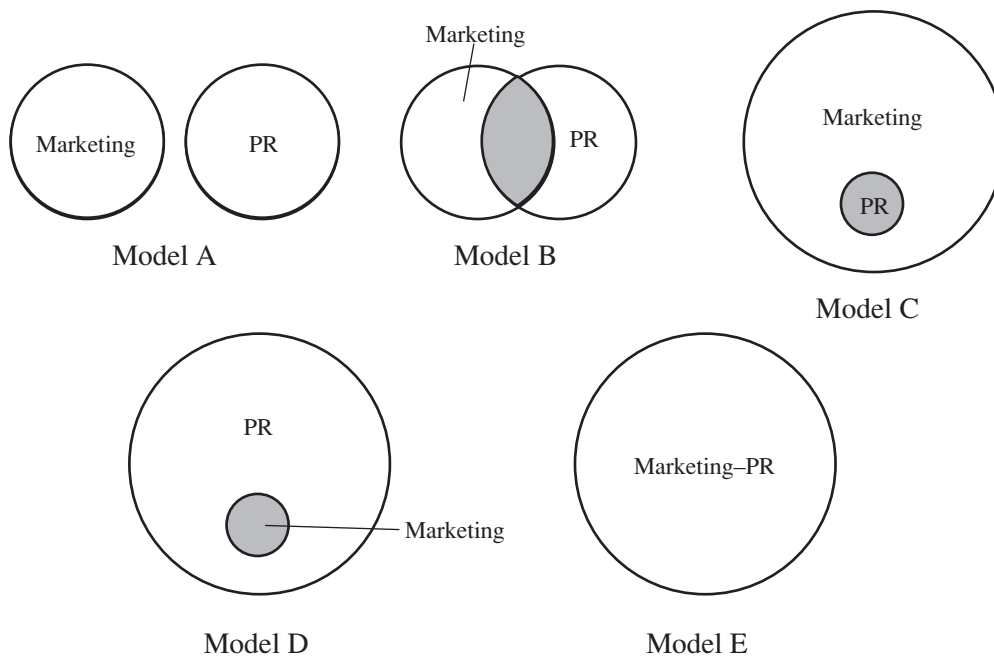 Marketing
PR
Model A
Marketing
PR
Model B
Marketing
PR
Model C
PR
Marketing
Model D
Marketing–PR
Model E